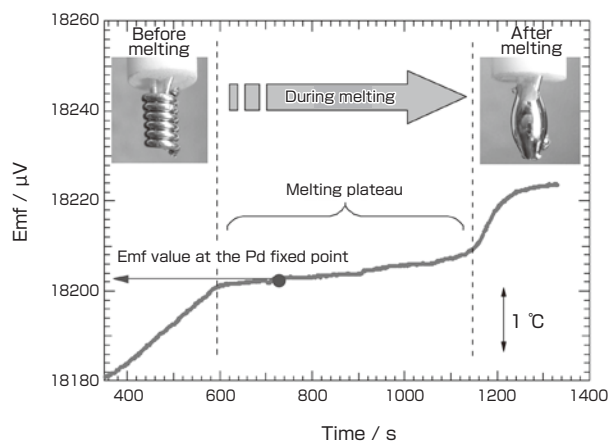 18260
18240
18220
18200
18180
Emf / μV
Before
melting
During melting
After
melting
Melting plateau
Emf value at the Pd fixed point
1 ℃
400 600 800 1000 1200 1400
Time / s